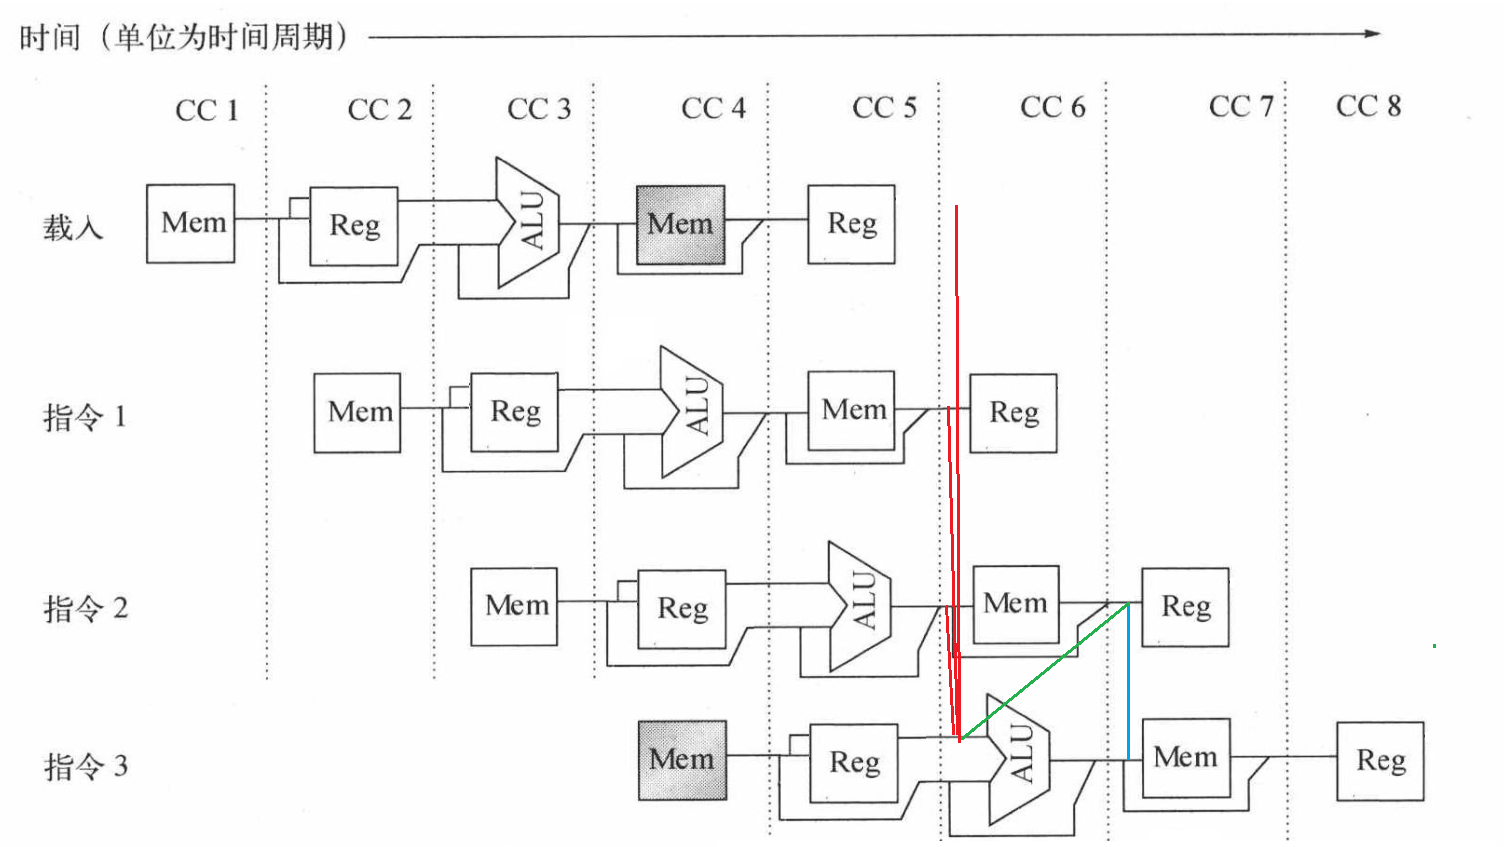 时间（单位为时间周期）
CC 1 CC 2 CC 3 CC 4 CC 5 CC 6 CC 7 CC 8
载入 Mem Reg ALU Mem Reg
指令 1 Mem Reg ALU Mem Reg
指令 2 Mem Reg ALU Mem Reg
指令 3 Mem Reg ALU Mem Reg